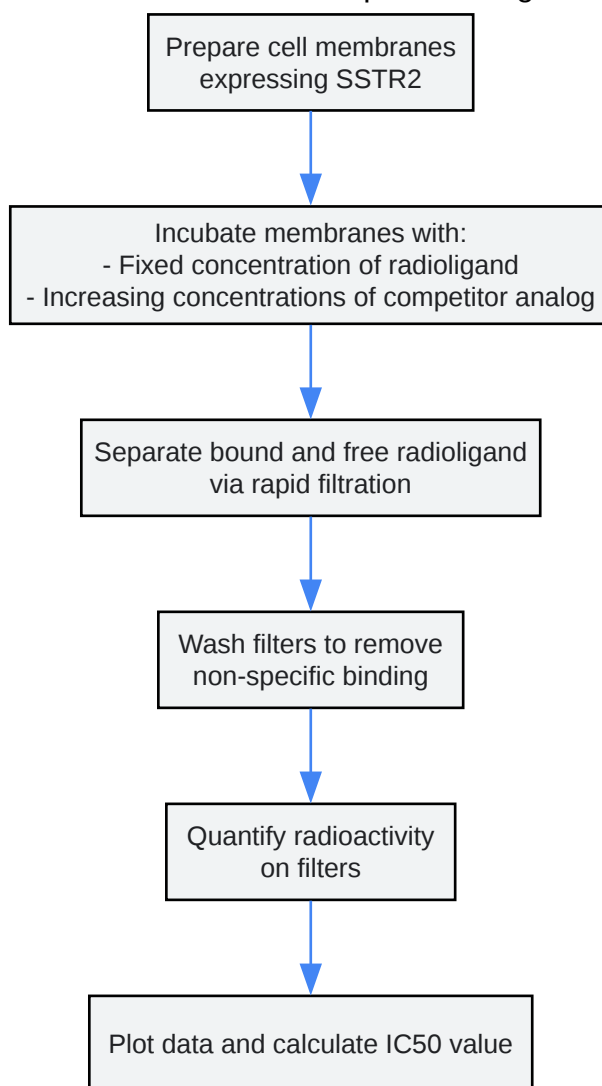 Prepare cell membranes
expressing SSTR2
Incubate membranes with:
- Fixed concentration of radioligand
- Increasing concentrations of competitor analog
Separate bound and free radioligand
via rapid filtration
Wash filters to remove
non-specific binding
Quantify radioactivity
on filters
Plot data and calculate IC50 value